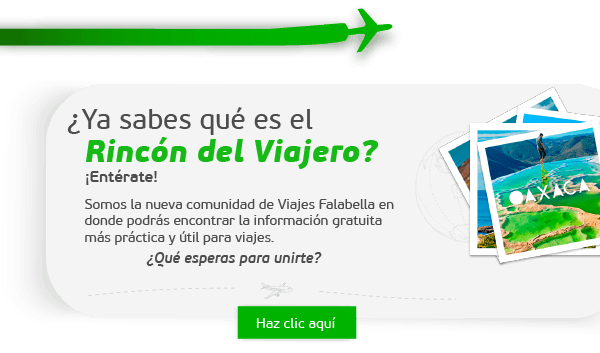 ¿Ya sabes qué es el
Rincón del Viajero?
¡Entérate!
Somos la nueva comunidad de Viajes Falabella en
donde podrás encontrar la información gratuita
más práctica y útil para viajes.
¿Qué esperas para unirte?
OAXACA
Haz clic aquí